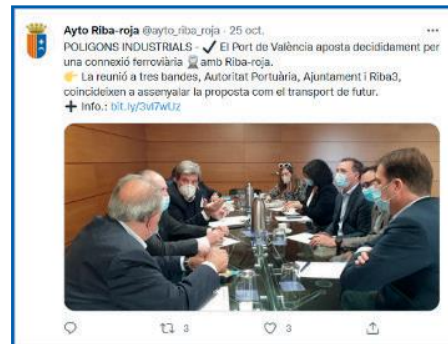 Ayto Riba-roja @ayto_riba_roja · 25 oct.
POLIGONS INDUSTRIALS - ✔ El Port de València aposta decididament per
una connexió ferroviària 🚆 amb Riba-roja.
👉 La reunió a tres bandes, Autoritat Portuària, Ajuntament i Riba3,
coincideixen a assenyalar la proposta com el transport de futur.
➕ Info.: bit.ly/3vl7wUz
3
3